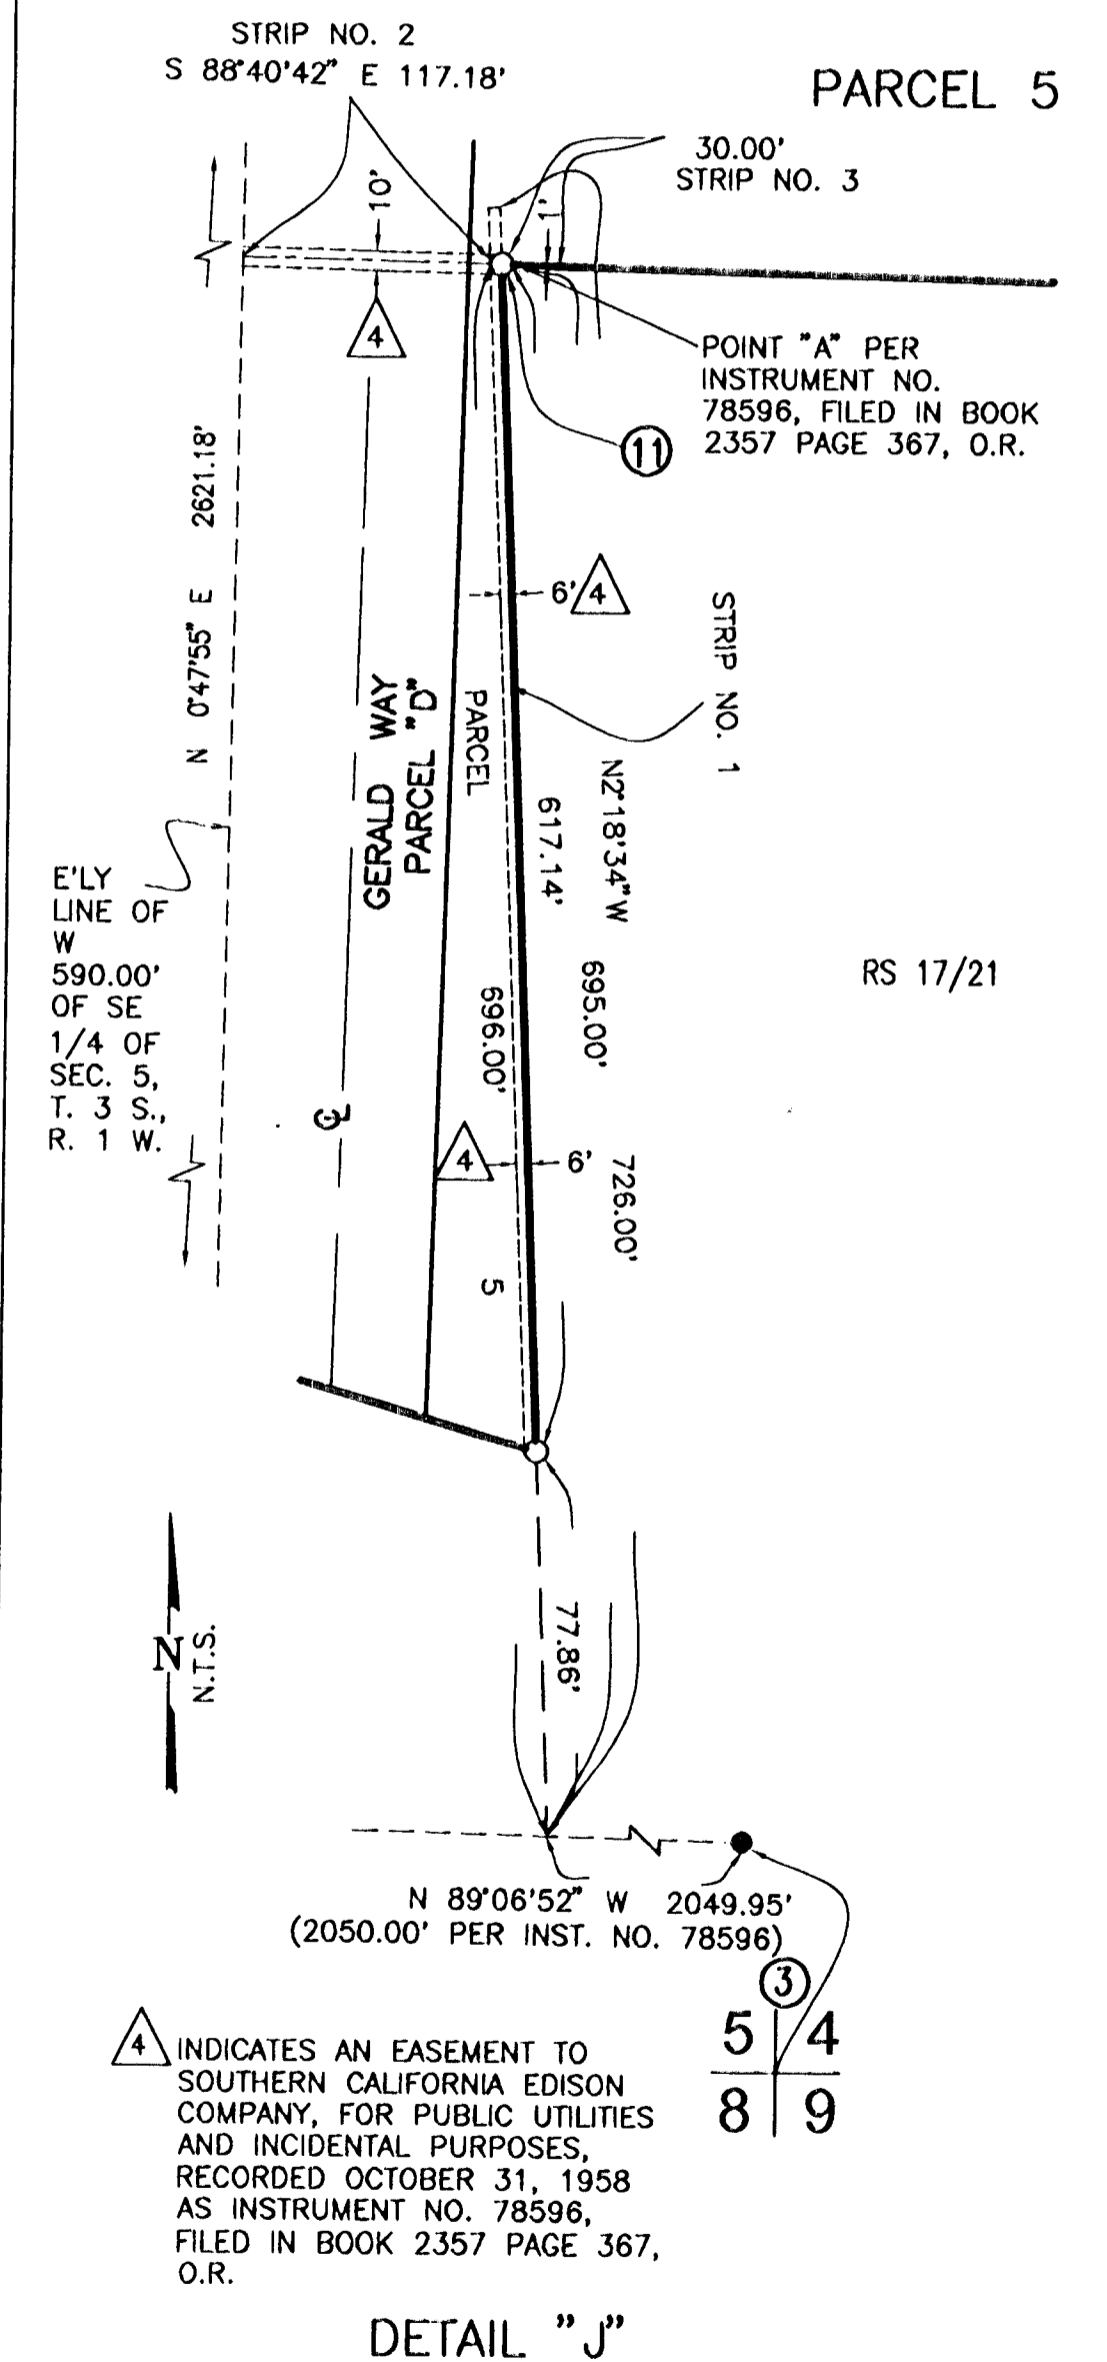 STRIP NO. 2
S 88°40'42" E 117.18'
PARCEL 5
30.00'
STRIP NO. 3
10'
1'
4
POINT "A" PER
INSTRUMENT NO.
78596, FILED IN BOOK
2357 PAGE 367, O.R.
11
N 0°47'55" E 2621.18'
6'
4
STRIP NO. 1
GERALD WAY
PARCEL "D"
PARCEL
5
N2°18'34"W
617.14'
695.00'
696.00'
726.00'
E'LY
LINE OF
W
590.00'
OF SE
1/4 OF
SEC. 5,
T. 3 S.,
R. 1 W.
RS 17/21
4
6'
77.86'
N
N.T.S.
N 89°06'52" W 2049.95'
(2050.00' PER INST. NO. 78596)
3
5 4
8 9
4 INDICATES AN EASEMENT TO
SOUTHERN CALIFORNIA EDISON
COMPANY, FOR PUBLIC UTILITIES
AND INCIDENTAL PURPOSES,
RECORDED OCTOBER 31, 1958
AS INSTRUMENT NO. 78596,
FILED IN BOOK 2357 PAGE 367,
O.R.
DETAIL "J"